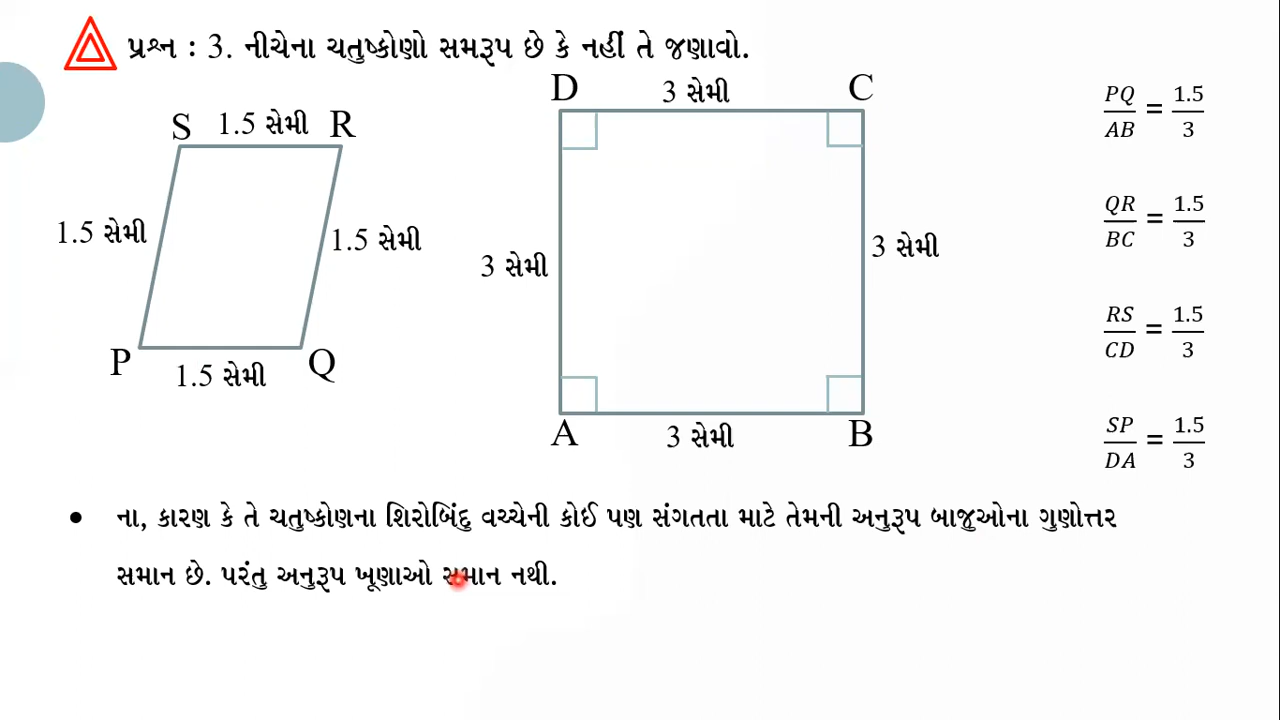 પ્રશ્ન : 3. નીચેના ચતુષ્કોણો સમરૂપ છે કે નહીં તે જણાવો.
S 1.5 સેમી R
1.5 સેમી
1.5 સેમી
P 1.5 સેમી Q
D 3 સેમી C
3 સેમી
3 સેમી
A 3 સેમી B
PQ/AB = 1.5/3
QR/BC = 1.5/3
RS/CD = 1.5/3
SP/DA = 1.5/3
• ના, કારણ કે તે ચતુષ્કોણના શિરોબિંદુ વચ્ચેની કોઈ પણ સંગતતા માટે તેમની અનુરૂપ બાજુઓના ગુણોત્તર
સમાન છે. પરંતુ અનુરૂપ ખૂણાઓ સમાન નથી.